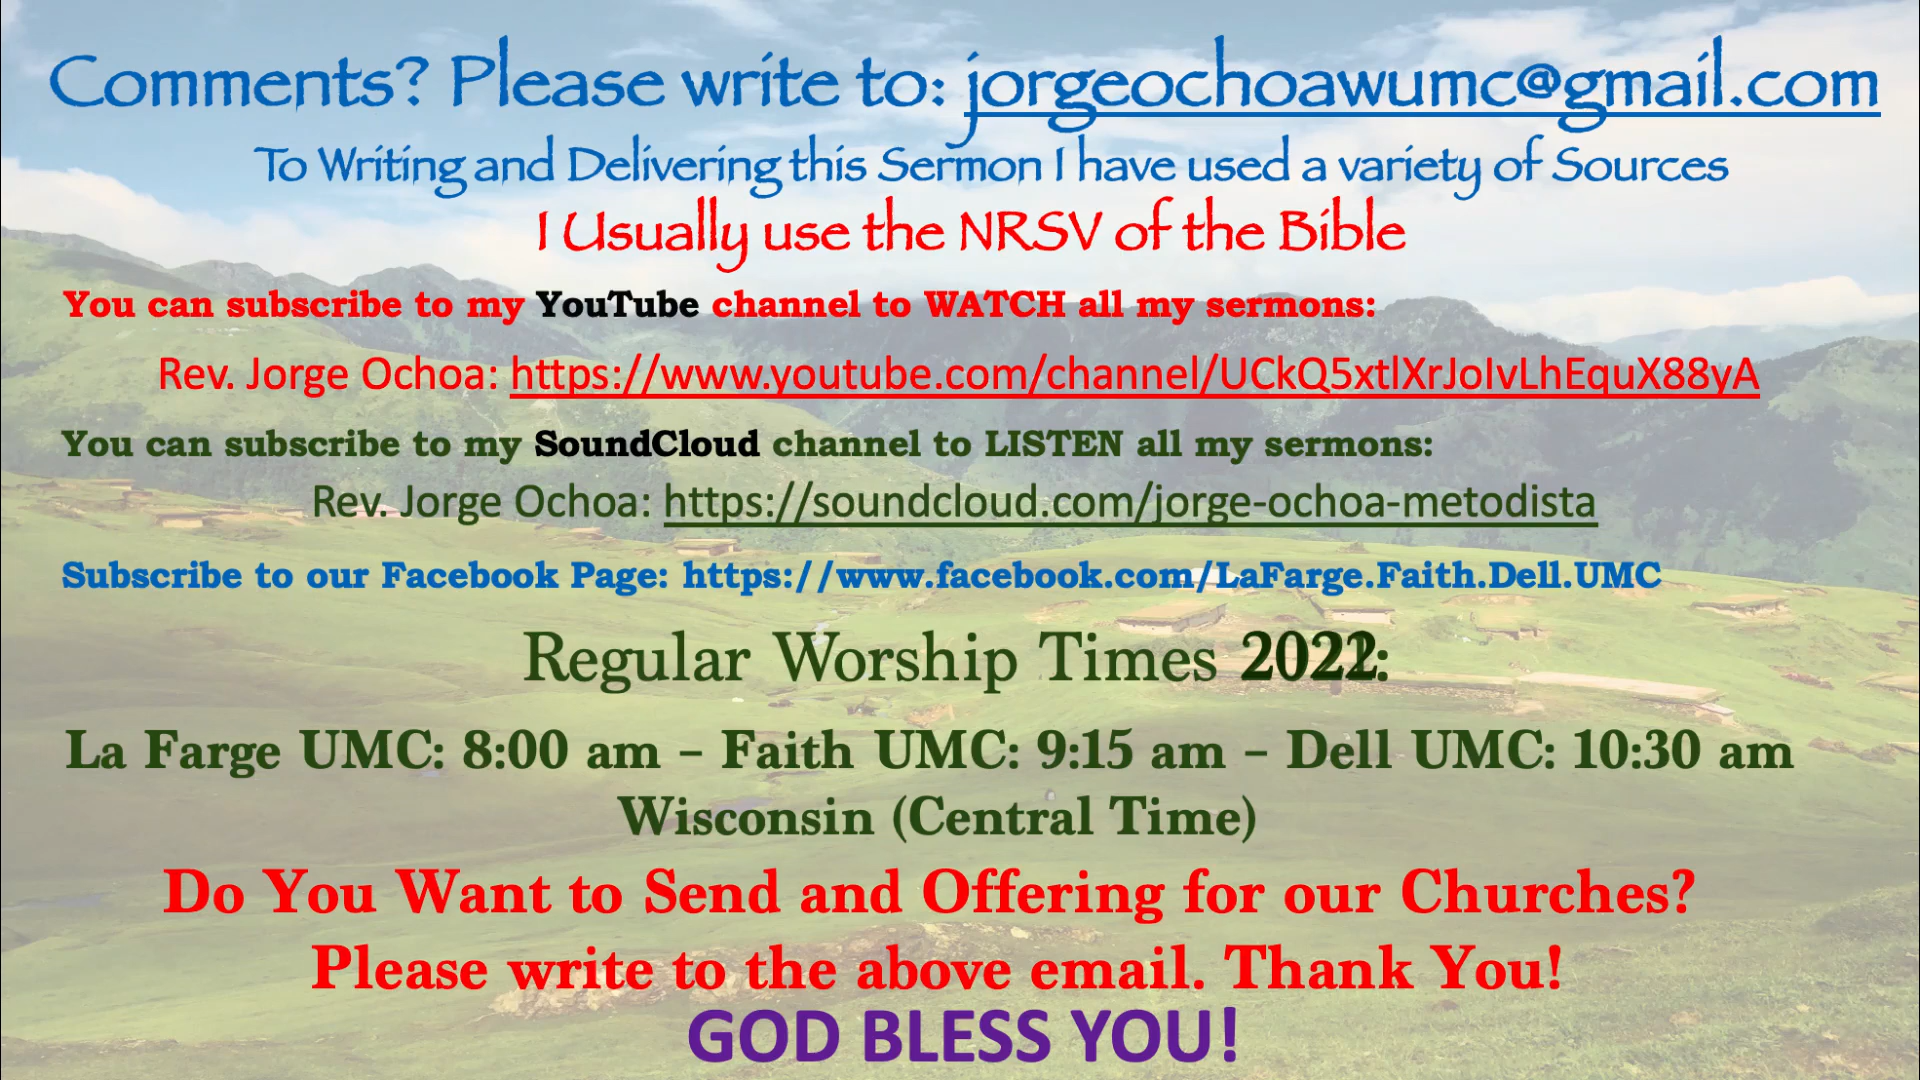 Comments? Please write to: jorgeochoawumc@gmail.com
To Writing and Delivering this Sermon I have used a variety of Sources
I Usually use the NRSV of the Bible
You can subscribe to my YouTube channel to WATCH all my sermons:
Rev. Jorge Ochoa: https://www.youtube.com/channel/UCkQ5xtlXrJoIvLhEquX88yA
You can subscribe to my SoundCloud channel to LISTEN all my sermons:
Rev. Jorge Ochoa: https://soundcloud.com/jorge-ochoa-metodista
Subscribe to our Facebook Page: https://www.facebook.com/LaFarge.Faith.Dell.UMC
Regular Worship Times
La Farge UMC: 8:00 am – Faith UMC: 9:15 am – Dell UMC: 10:30 am
Wisconsin (Central Time)
Do You Want to Send and Offering for our Churches?
Please write to the above email. Thank You!
GOD BLESS YOU!